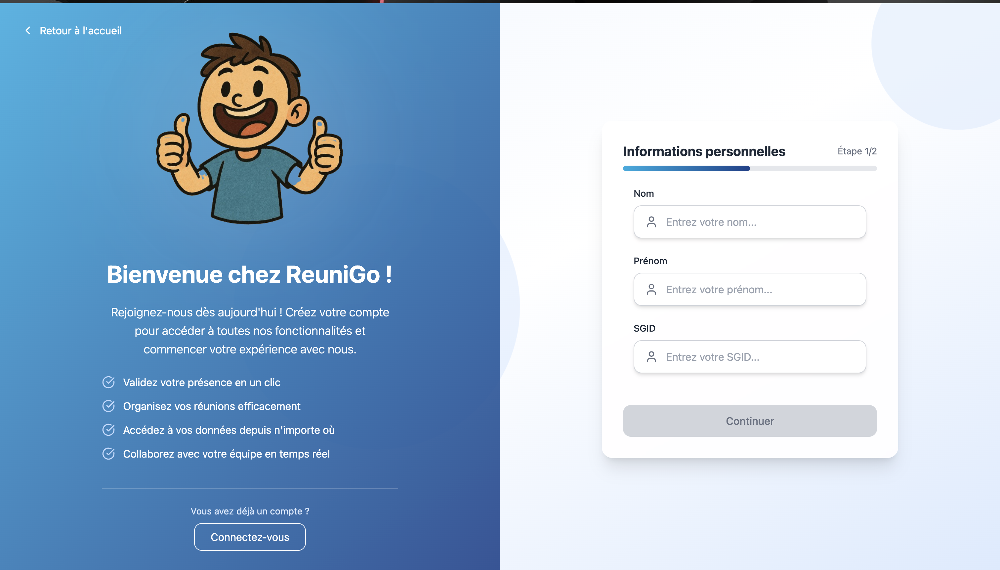 Retour à l'accueil
Bienvenue chez ReuniGo !
Rejoignez-nous dès aujourd'hui ! Créez votre compte
pour accéder à toutes nos fonctionnalités et
commencer votre expérience avec nous.
Validez votre présence en un clic
Organisez vos réunions efficacement
Accédez à vos données depuis n'importe où
Collaborez avec votre équipe en temps réel
Vous avez déjà un compte ?
Connectez-vous
Informations personnelles
Étape 1/2
Nom
Entrez votre nom...
Prénom
Entrez votre prénom...
SGID
Entrez votre SGID...
Continuer